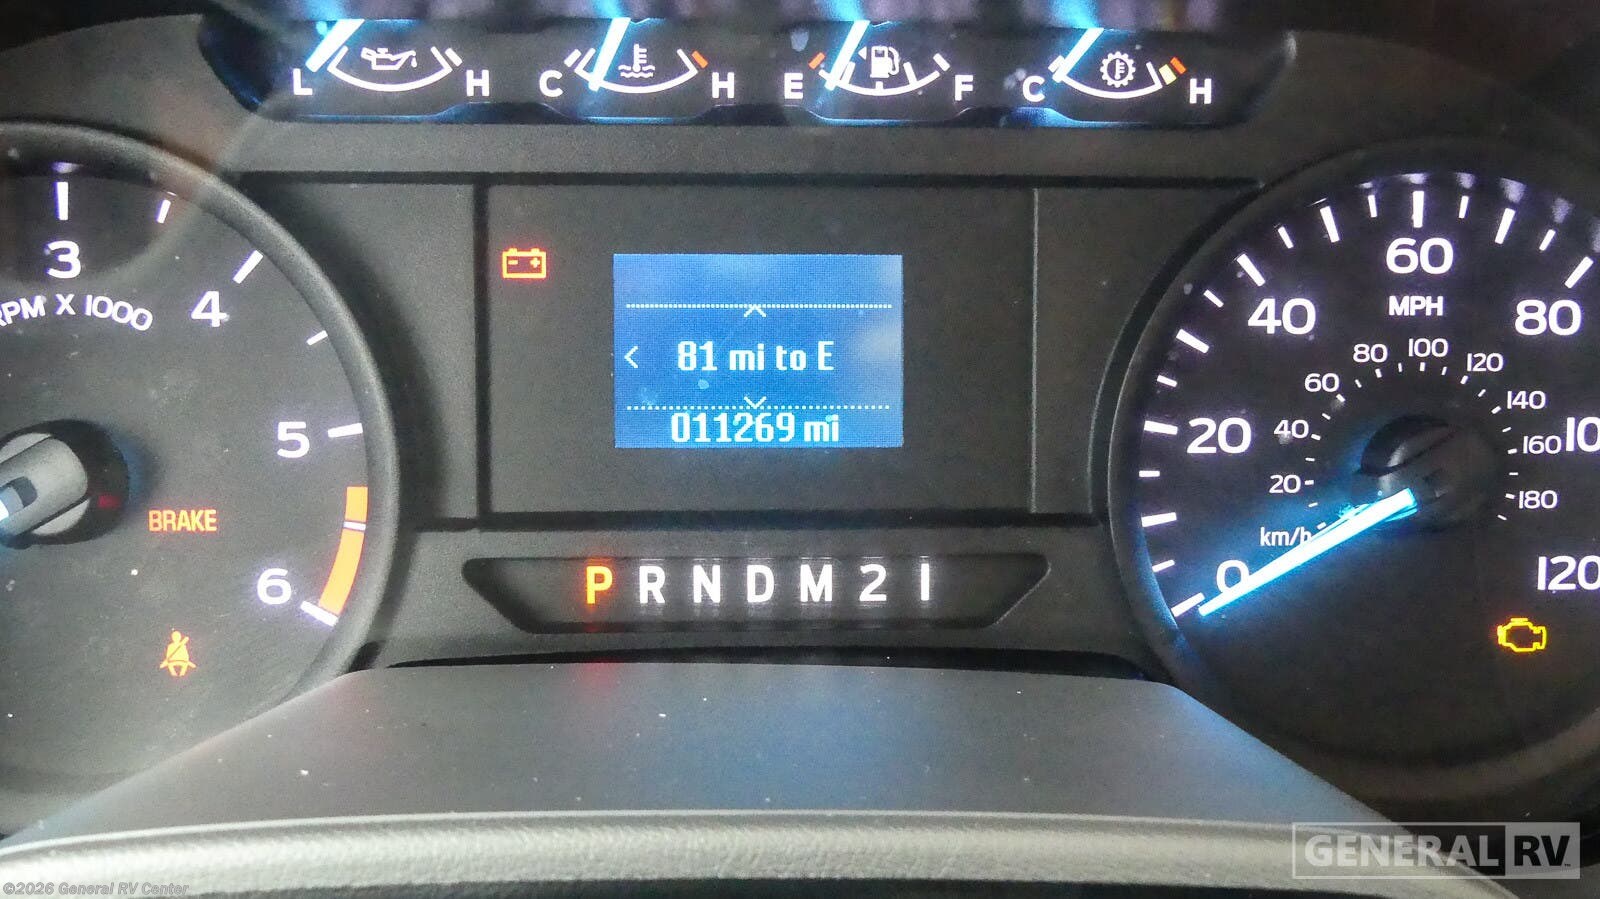 L H C H E F C H
3
RPM X 1000
4
5
6
BRAKE
81 mi to E
011269 mi
P R N D M 2 1
0
20
40
60
80
100
120
MPH
km/h
20
40
60
80
100
120
140
160
180
GENERAL RV
©2026 General RV Center